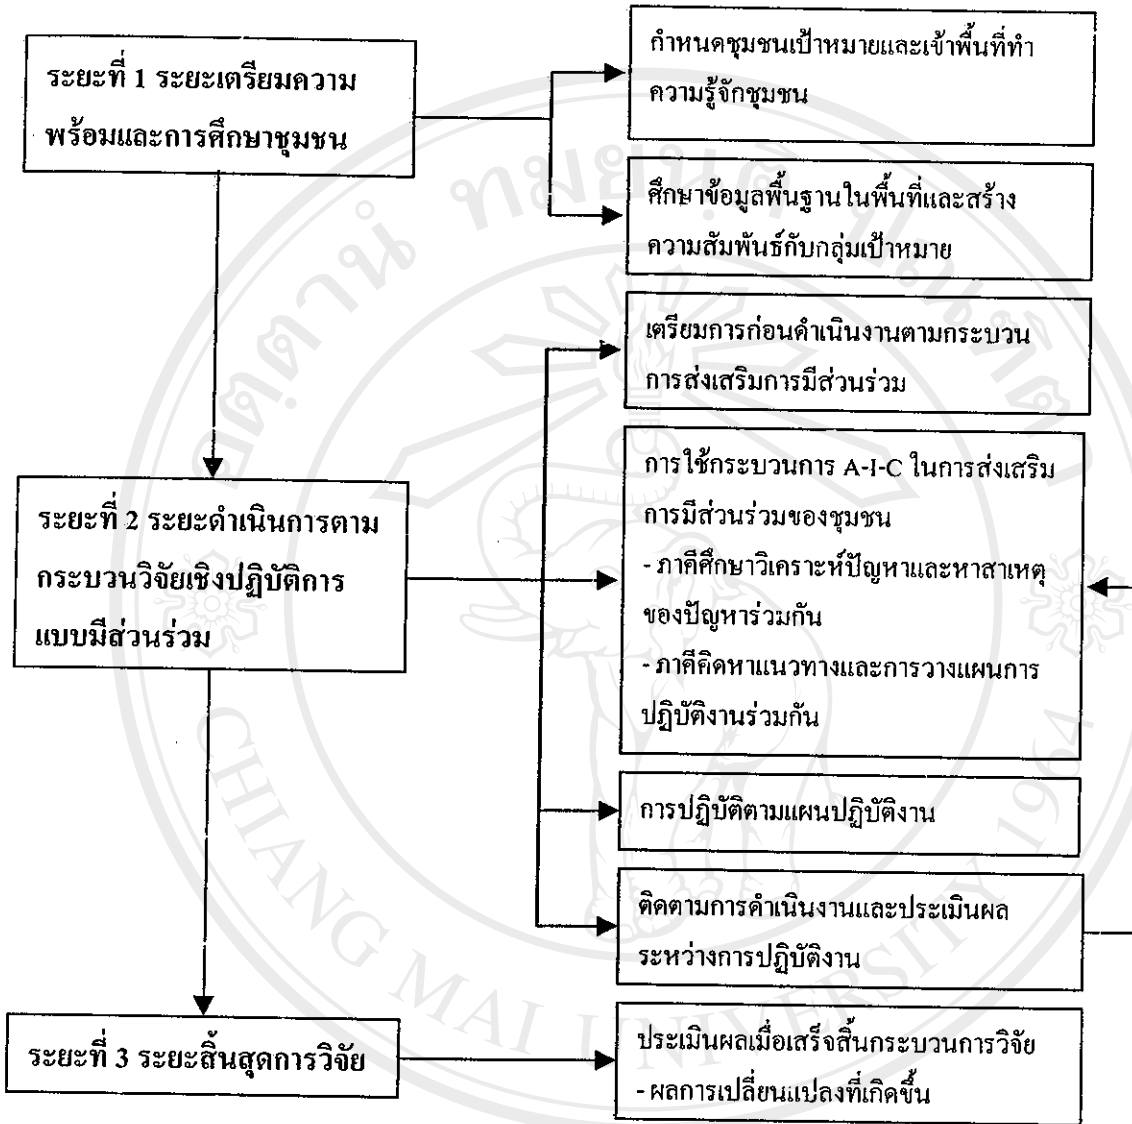 ระยะที่ 1 ระยะเตรียมความ
พร้อมและการศึกษาชุมชน
กำหนดชุมชนเป้าหมายและเข้าพื้นที่ทำ
ความรู้จักชุมชน
ศึกษาข้อมูลพื้นฐานในพื้นที่และสร้าง
ความสัมพันธ์กับกลุ่มเป้าหมาย
ระยะที่ 2 ระยะดำเนินการตาม
กระบวนวิจัยเชิงปฏิบัติการ
แบบมีส่วนร่วม
เตรียมการก่อนดำเนินงานตามกระบวน
การส่งเสริมการมีส่วนร่วม
การใช้กระบวนการ A-I-C ในการส่งเสริม
การมีส่วนร่วมของชุมชน
- ภาคีศึกษาวิเคราะห์ปัญหาและหาสาเหตุ
ของปัญหาร่วมกัน
- ภาคีคิดหาแนวทางและการวางแผนการ
ปฏิบัติงานร่วมกัน
การปฏิบัติตามแผนปฏิบัติงาน
ติดตามการดำเนินงานและประเมินผล
ระหว่างการปฏิบัติงาน
ระยะที่ 3 ระยะสิ้นสุดการวิจัย
ประเมินผลเมื่อเสร็จสิ้นกระบวนการวิจัย
- ผลการเปลี่ยนแปลงที่เกิดขึ้น
อตฺตานํ ทมยนฺติ ปณฺฑิตา
CHIANG MAI UNIVERSITY 1964